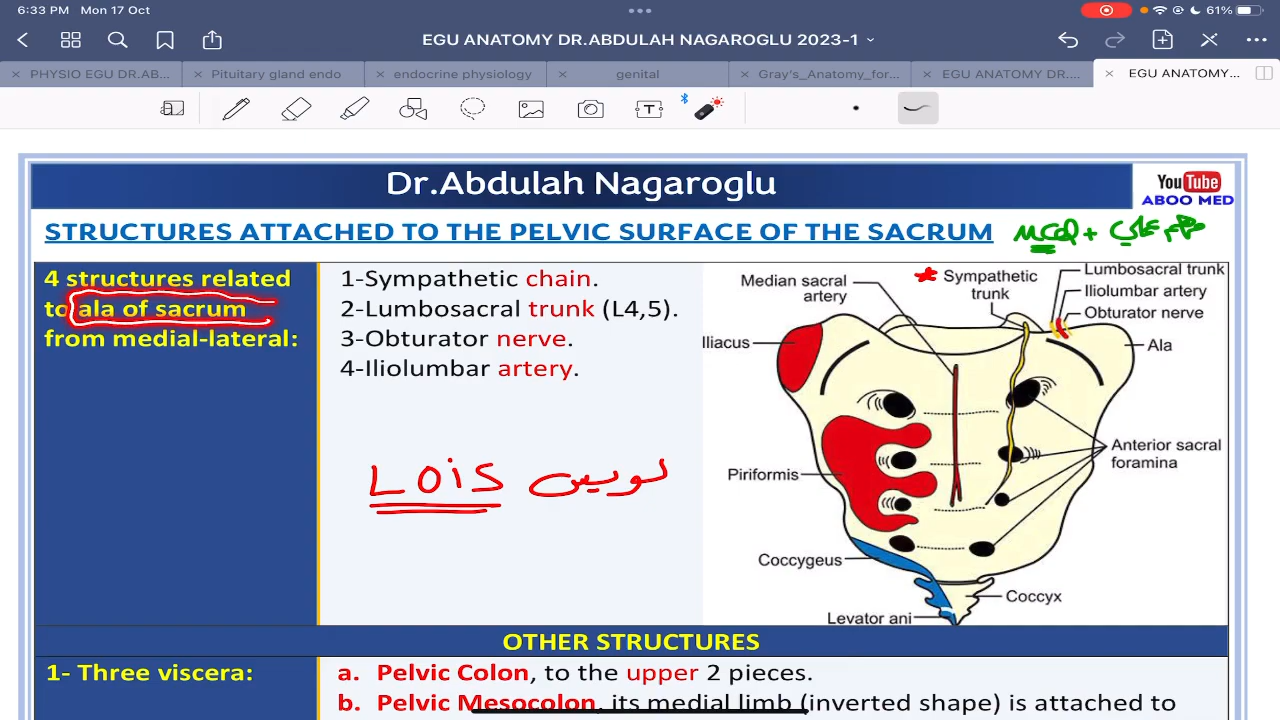 6:33 PM Mon 17 Oct
61%
EGU ANATOMY DR.ABDULAH NAGAROGLU 2023-1
PHYSIO EGU DR.AB...
Pituitary gland endo
endocrine physiology
genital
Gray's_Anatomy_for...
EGU ANATOMY DR....
EGU ANATOMY...
Dr.Abdulah Nagaroglu
YouTube
ABOO MED
STRUCTURES ATTACHED TO THE PELVIC SURFACE OF THE SACRUM
MCQ +
4 structures related
to ala of sacrum
from medial-lateral:
1-Sympathetic chain.
2-Lumbosacral trunk (L4,5).
3-Obturator nerve.
4-Iliolumbar artery.
LOiS لويس
Median sacral
artery
Sympathetic
trunk
Lumbosacral trunk
Iliolumbar artery
Obturator nerve
Iliacus
Ala
Anterior sacral
foramina
Piriformis
Coccygeus
Coccyx
Levator ani
OTHER STRUCTURES
1- Three viscera:
a. Pelvic Colon, to the upper 2 pieces.
b. Pelvic Mesocolon, its medial limb (inverted shape) is attached to